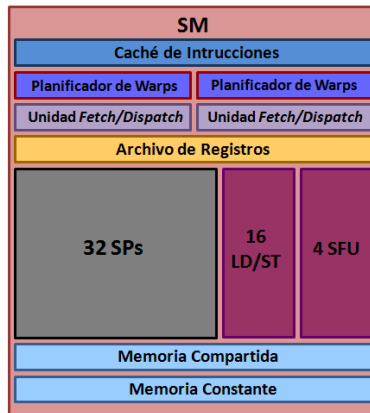 SM
Caché de Intrucciones
Planificador de Warps
Planificador de Warps
Unidad Fetch/Dispatch
Unidad Fetch/Dispatch
Archivo de Registros
32 SPs
16
LD/ST
4 SFU
Memoria Compartida
Memoria Constante